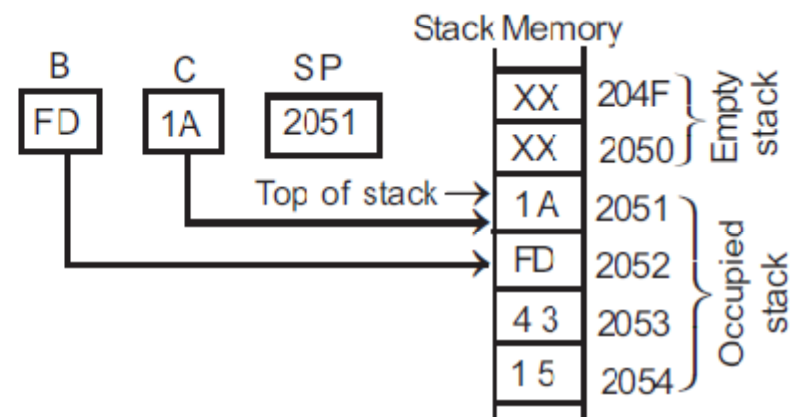 Stack Memory
B C SP
FD 1A 2051
XX 204F
XX 2050
Empty stack
Top of stack
1A 2051
FD 2052
43 2053
15 2054
Occupied stack